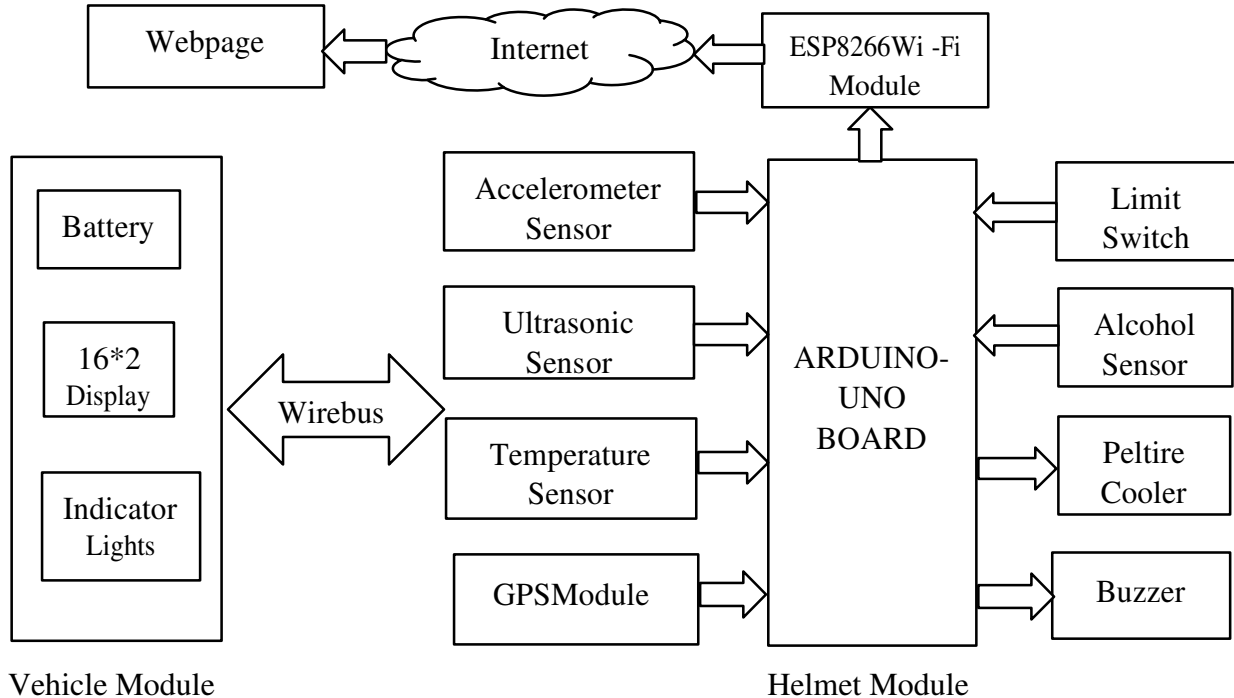 Webpage
Internet
ESP8266Wi -Fi
Module
Battery
16*2
Display
Indicator
Lights
Vehicle Module
Wirebus
Accelerometer
Sensor
Ultrasonic
Sensor
Temperature
Sensor
GPSModule
ARDUINO-
UNO
BOARD
Limit
Switch
Alcohol
Sensor
Peltire
Cooler
Buzzer
Helmet Module